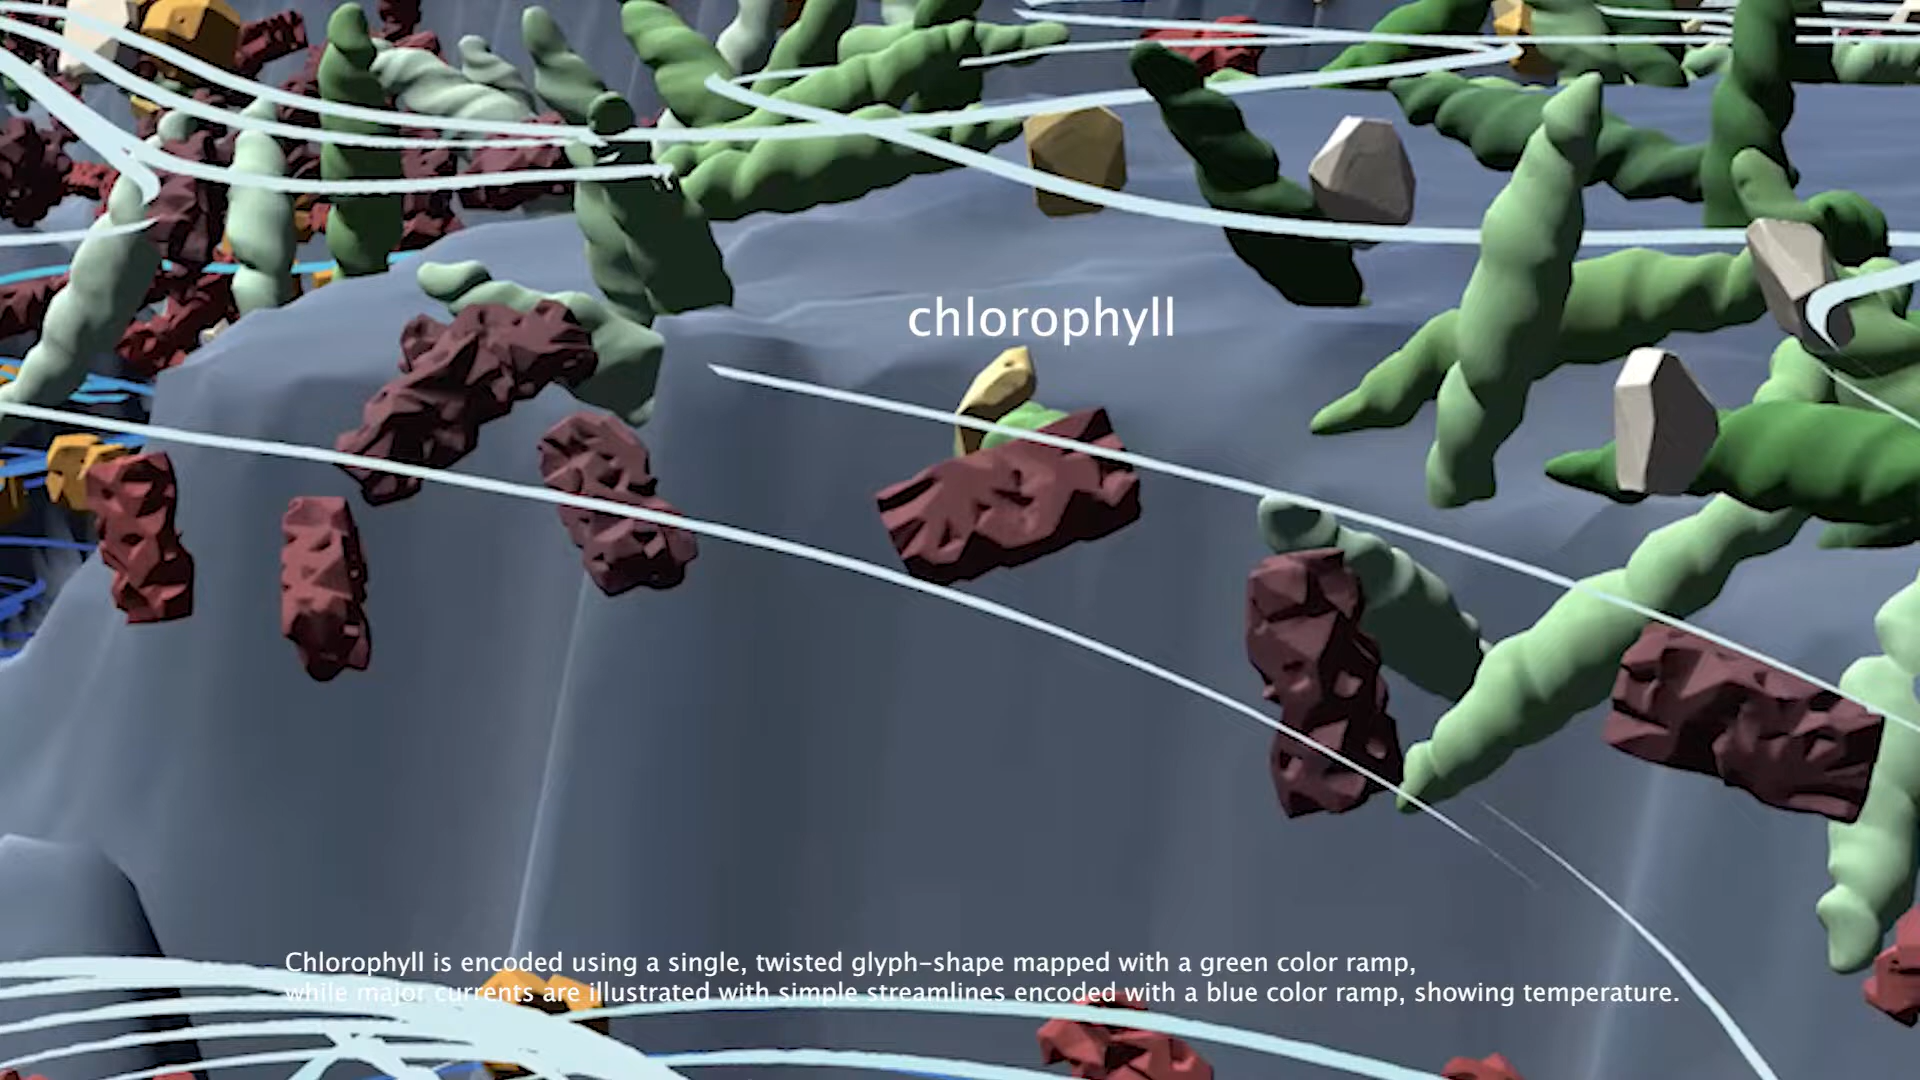 chlorophyll
Chlorophyll is encoded using a single, twisted glyph-shape mapped with a green color ramp,
while major currents are illustrated with simple streamlines encoded with a blue color ramp, showing temperature.